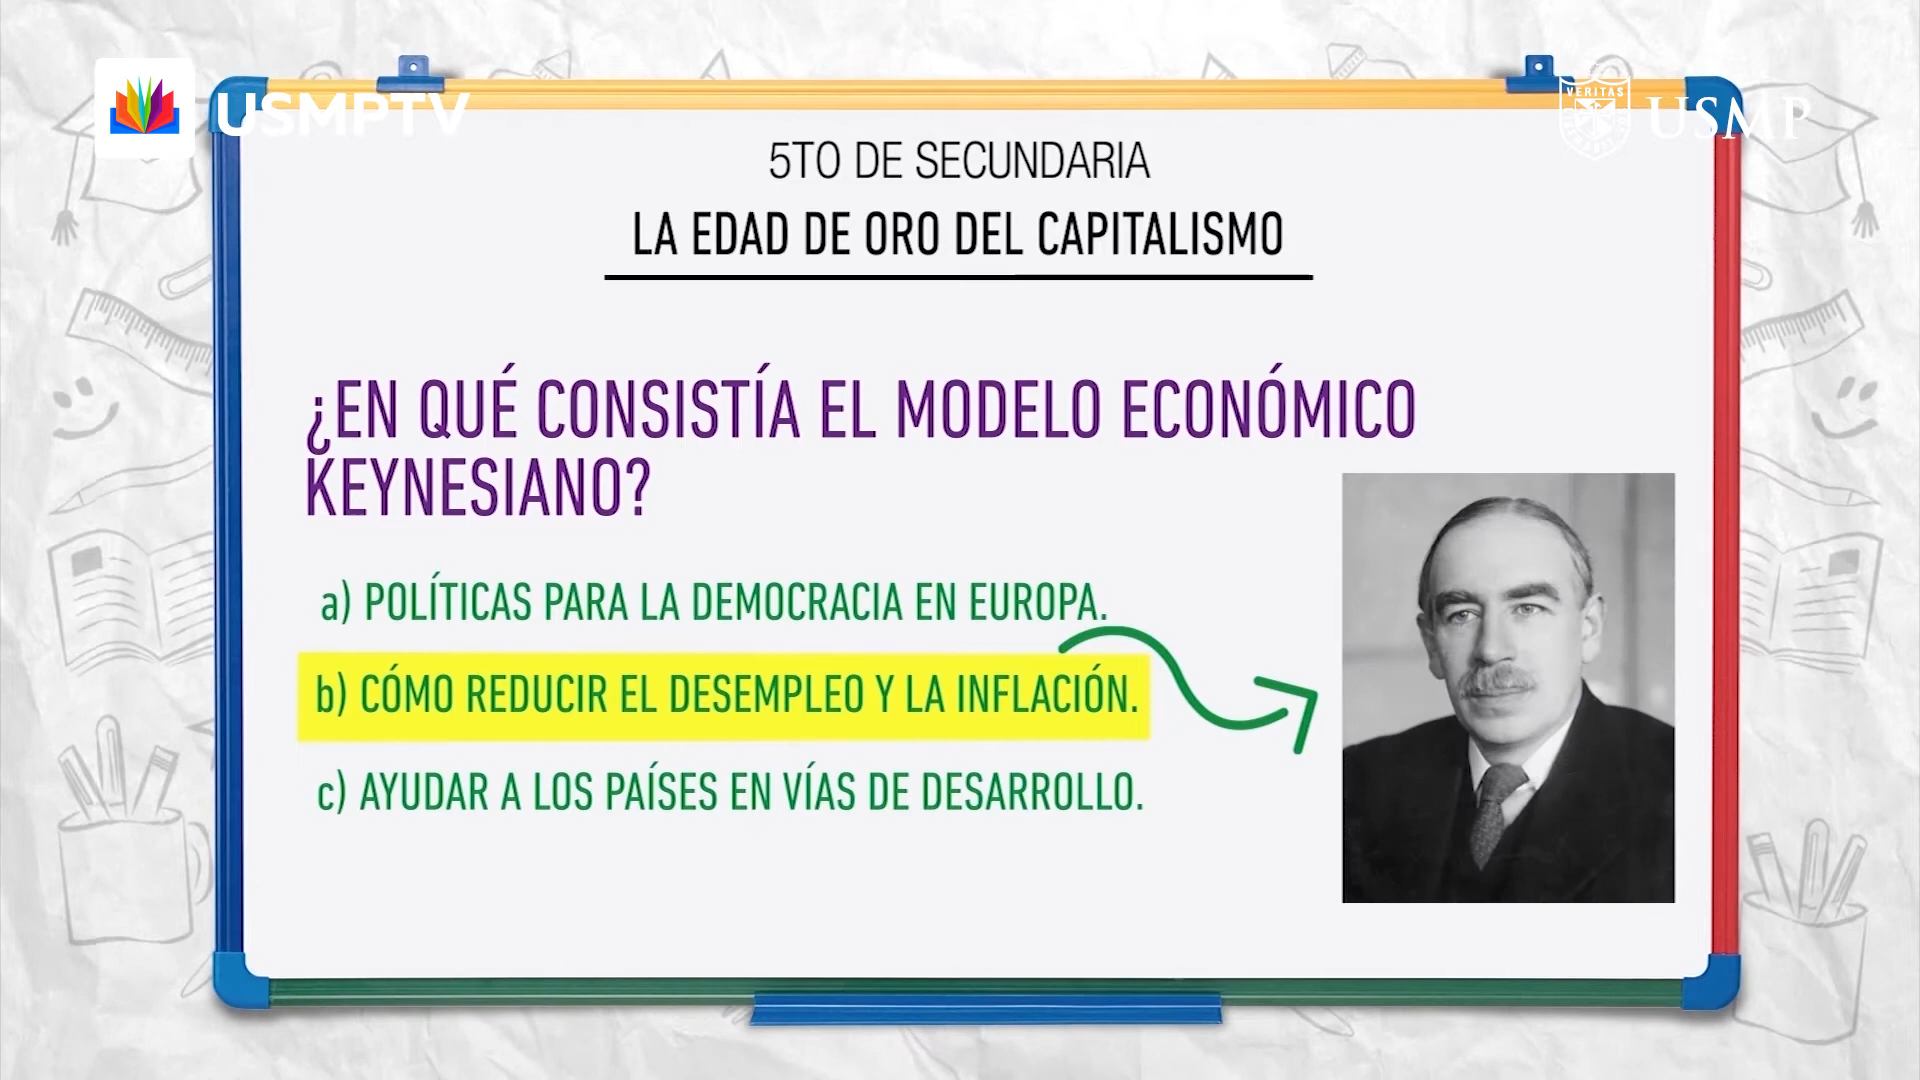 USMPTV
VERITAS
USMP
5TO DE SECUNDARIA
LA EDAD DE ORO DEL CAPITALISMO
¿EN QUÉ CONSISTÍA EL MODELO ECONÓMICO
KEYNESIANO?
a) POLÍTICAS PARA LA DEMOCRACIA EN EUROPA.
b) CÓMO REDUCIR EL DESEMPLEO Y LA INFLACIÓN.
c) AYUDAR A LOS PAÍSES EN VÍAS DE DESARROLLO.